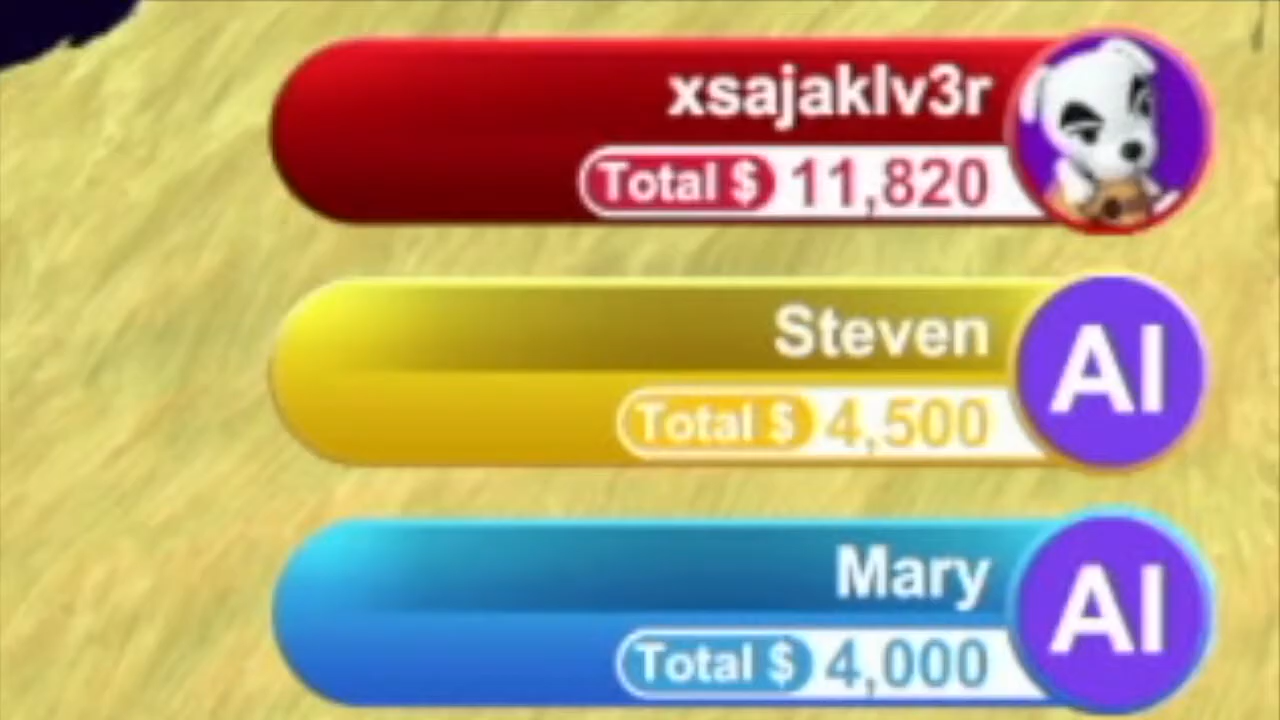 xsajaklv3r
Total $ 11,820
Steven
Total $ 4,500
AI
Mary
Total $ 4,000
AI